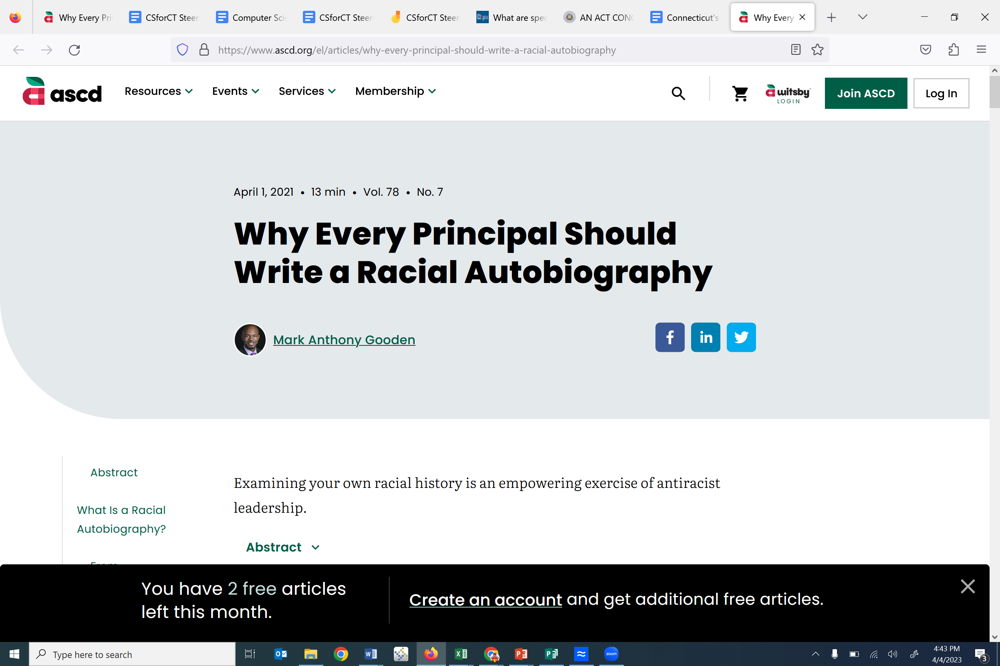 Why Every Pri
CSforCT Steer
Computer Scie
CSforCT Steer
CSforCT Steer
What are spec
AN ACT CONC
Connecticut's
Why Every
https://www.ascd.org/el/articles/why-every-principal-should-write-a-racial-autobiography
ascd
Resources
Events
Services
Membership
witsby
LOGIN
Join ASCD
Log In
April 1, 2021 • 13 min • Vol. 78 • No. 7
Why Every Principal Should
Write a Racial Autobiography
Mark Anthony Gooden
Abstract
What Is a Racial
Autobiography?
Examining your own racial history is an empowering exercise of antiracist
leadership.
Abstract
From
You have 2 free articles
left this month.
Create an account and get additional free articles.
Type here to search
zoom
4:43 PM
4/4/2023
3